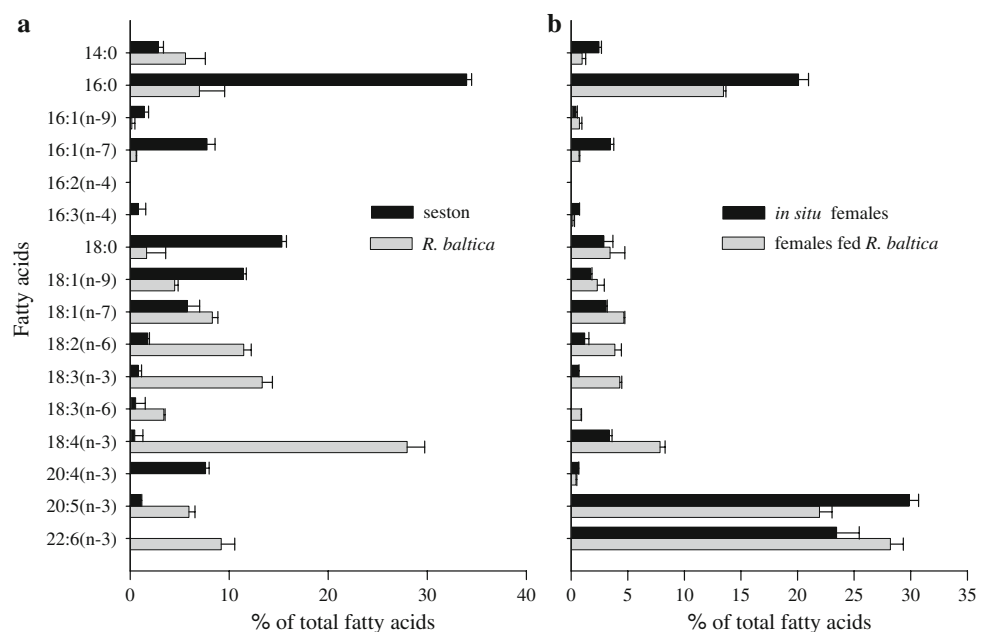 a
b
Fatty acids
14:0
16:0
16:1(n-9)
16:1(n-7)
16:2(n-4)
16:3(n-4)
18:0
18:1(n-9)
18:1(n-7)
18:2(n-6)
18:3(n-3)
18:3(n-6)
18:4(n-3)
20:4(n-3)
20:5(n-3)
22:6(n-3)
seston
R. baltica
0 10 20 30 40
% of total fatty acids
in situ females
females fed R. baltica
0 5 10 15 20 25 30 35
% of total fatty acids